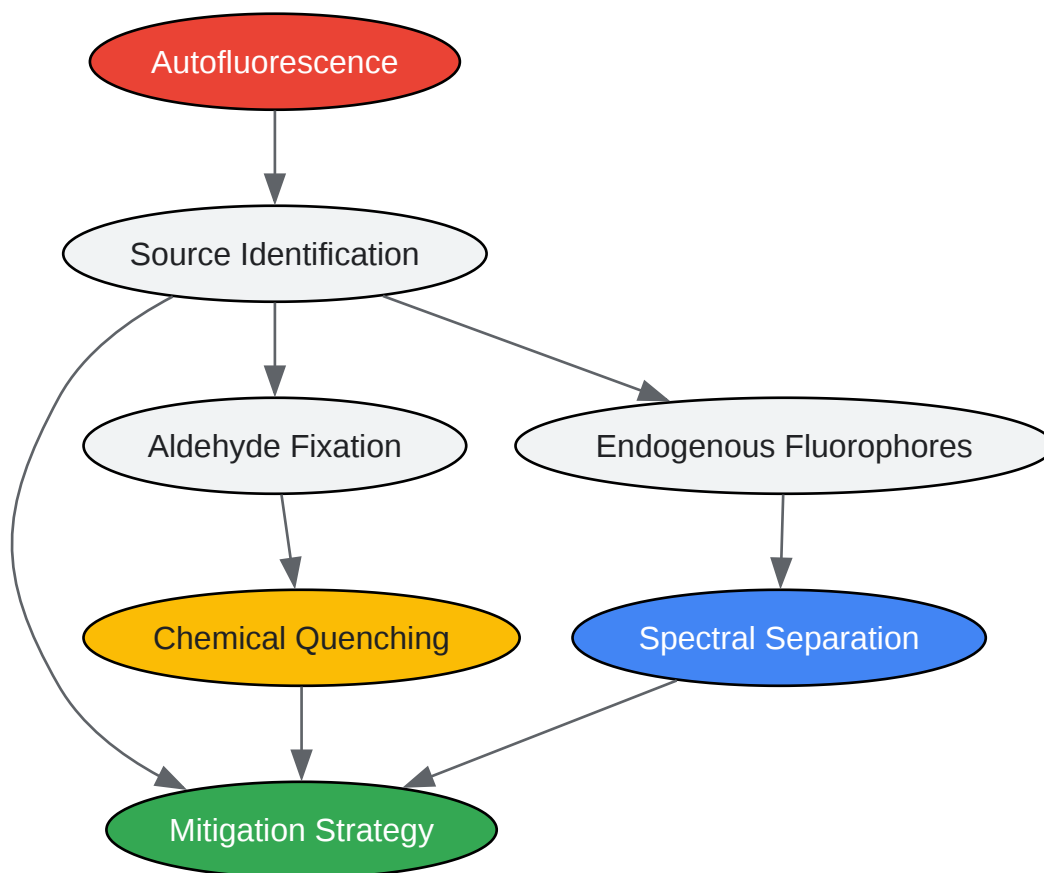 Autofluorescence
Source Identification
Aldehyde Fixation
Endogenous Fluorophores
Chemical Quenching
Spectral Separation
Mitigation Strategy